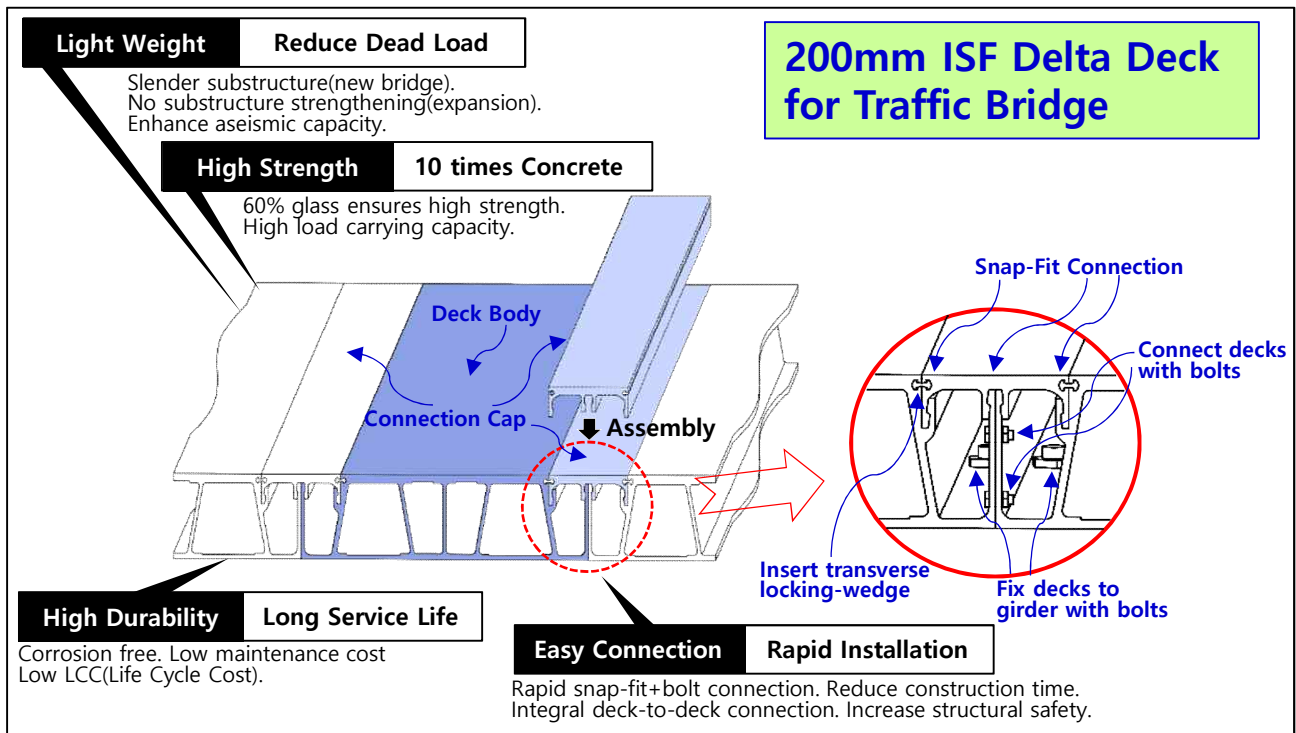 200mm ISF Delta Deck
for Traffic Bridge
Light Weight
Reduce Dead Load
Slender substructure(new bridge).
No substructure strengthening(expansion).
Enhance aseismic capacity.
High Strength
10 times Concrete
60% glass ensures high strength.
High load carrying capacity.
Deck Body
Connection Cap
Assembly
Snap-Fit Connection
Connect decks
with bolts
Insert transverse
locking-wedge
Fix decks to
girder with bolts
High Durability
Long Service Life
Corrosion free. Low maintenance cost
Low LCC(Life Cycle Cost).
Easy Connection
Rapid Installation
Rapid snap-fit+bolt connection. Reduce construction time.
Integral deck-to-deck connection. Increase structural safety.